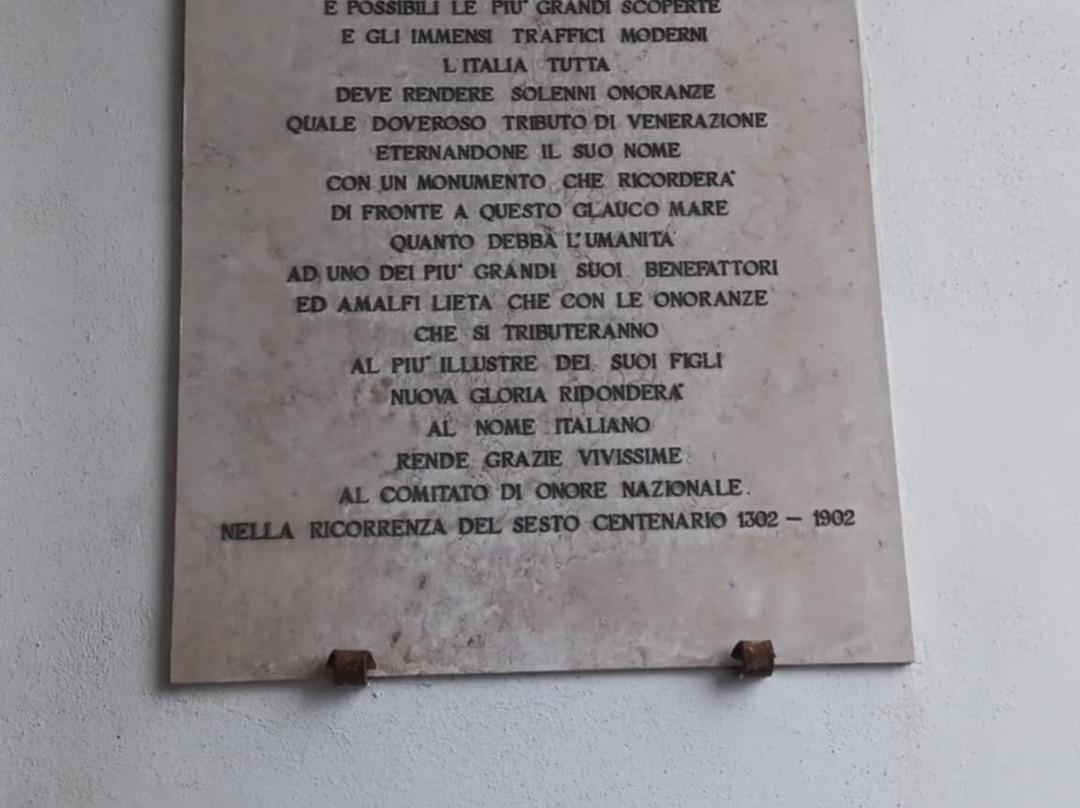 E POSSIBILI LE PIU' GRANDI SCOPERTE
E GLI IMMENSI TRAFFICI MODERNI
L'ITALIA TUTTA
DEVE RENDERE SOLENNI ONORANZE
QUALE DOVEROSO TRIBUTO DI VENERAZIONE
ETERNANDONE IL SUO NOME
CON UN MONUMENTO CHE RICORDERA'
DI FRONTE A QUESTO GLAUCO MARE
QUANTO DEBBA L'UMANITA'
AD UNO DEI PIU' GRANDI SUOI BENEFATTORI
ED AMALFI LIETA CHE CON LE ONORANZE
CHE SI TRIBUTERANNO
AL PIU' ILLUSTRE DEI SUOI FIGLI
NUOVA GLORIA RIDONDERA'
AL NOME ITALIANO
RENDE GRAZIE VIVISSIME
AL COMITATO DI ONORE NAZIONALE.
NELLA RICORRENZA DEL SESTO CENTENARIO 1302 - 1902